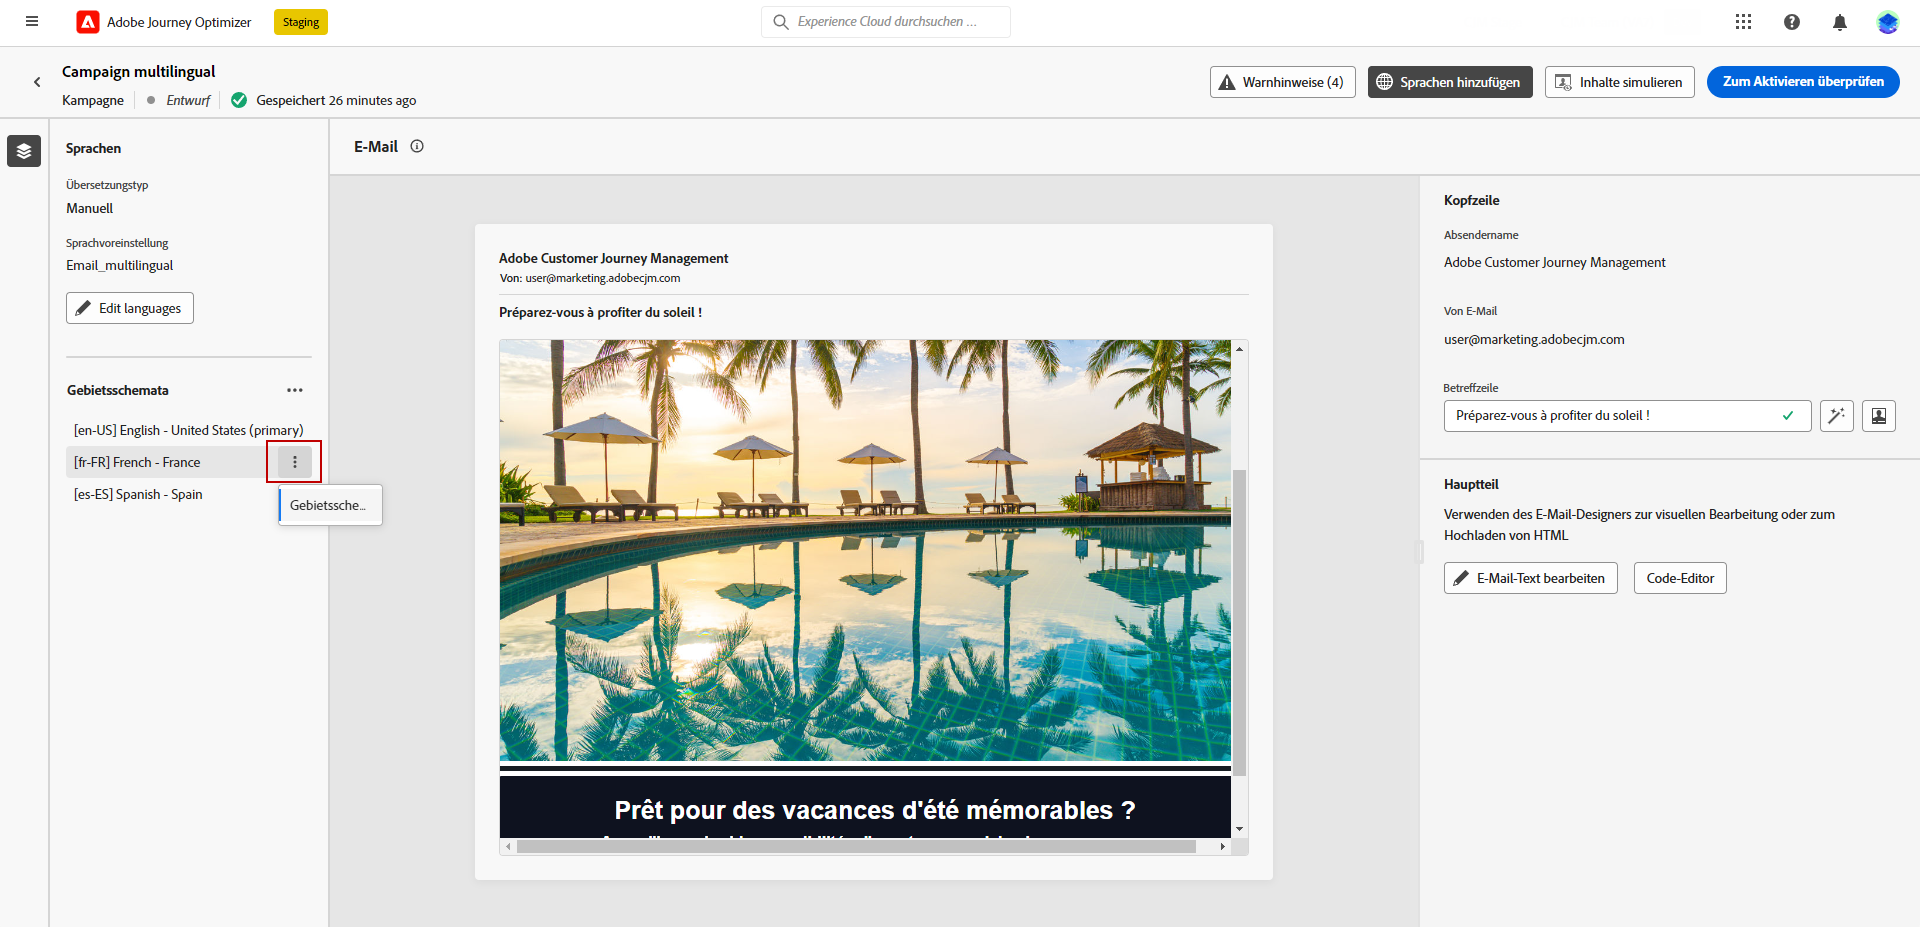 Adobe Journey Optimizer
Staging
Experience Cloud durchsuchen ...
Campaign multilingual
Kampagne
Entwurf
Gespeichert 26 minutes ago
Warnhinweise (4)
Sprachen hinzufügen
Inhalte simulieren
Zum Aktivieren überprüfen
Sprachen
Übersetzungstyp
Manuell
Sprachvoreinstellung
Email_multilingual
Edit languages
Gebietsschemata
[en-US] English - United States (primary)
[fr-FR] French - France
[es-ES] Spanish - Spain
Gebietssche...
E-Mail
Adobe Customer Journey Management
Von: user@marketing.adobecjm.com
Préparez-vous à profiter du soleil !
Prêt pour des vacances d'été mémorables ?
Kopfzeile
Absendername
Adobe Customer Journey Management
Von E-Mail
user@marketing.adobecjm.com
Betreffzeile
Préparez-vous à profiter du soleil !
Hauptteil
Verwenden des E-Mail-Designers zur visuellen Bearbeitung oder zum
Hochladen von HTML
E-Mail-Text bearbeiten
Code-Editor